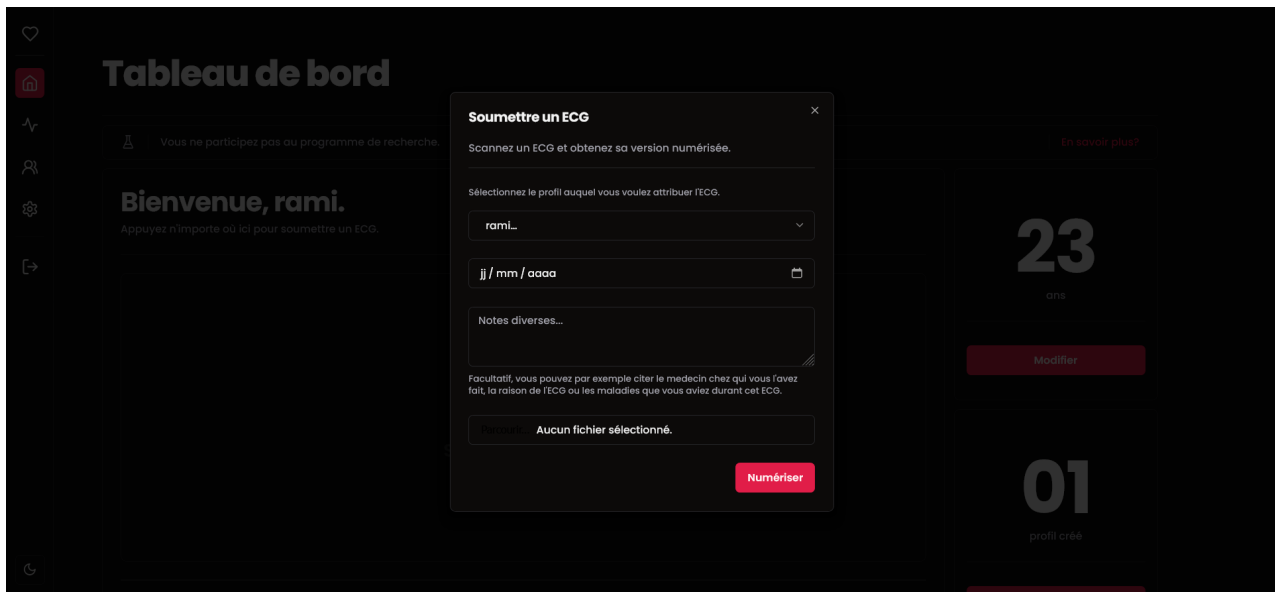 Tableau de bord
Vous ne participez pas au programme de recherche.
En savoir plus?
Bienvenue, rami.
Appuyez n'importe où ici pour soumettre un ECG.
Soumettre un ECG
Scannez un ECG et obtenez sa version numérisée.
Sélectionnez le profil auquel vous voulez attribuer l'ECG.
rami...
jj / mm / aaaa
Notes diverses...
Facultatif, vous pouvez par exemple citer le medecin chez qui vous l'avez
fait, la raison de l'ECG ou les maladies que vous aviez durant cet ECG.
Parcourir... Aucun fichier sélectionné.
Numériser
23
ans
Modifier
01
profil créé